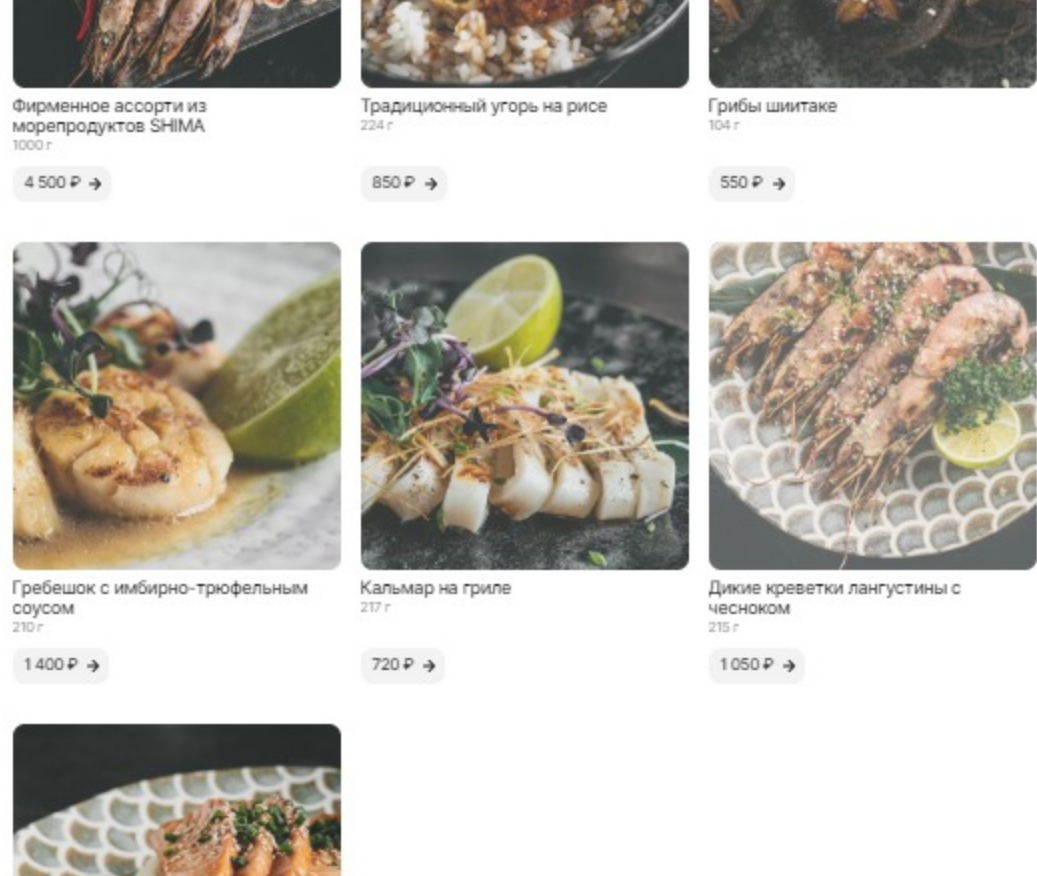 Фирменное ассорти из
морепродуктов SHIMA
1000 г
4 500 ₽ →
Традиционный угорь на рисе
224 г
850 ₽ →
Грибы шиитаке
104 г
550 ₽ →
Гребешок с имбирно-трюфельным
соусом
210 г
1 400 ₽ →
Кальмар на гриле
217 г
720 ₽ →
Дикие креветки лангустины с
чесноком
215 г
1 050 ₽ →